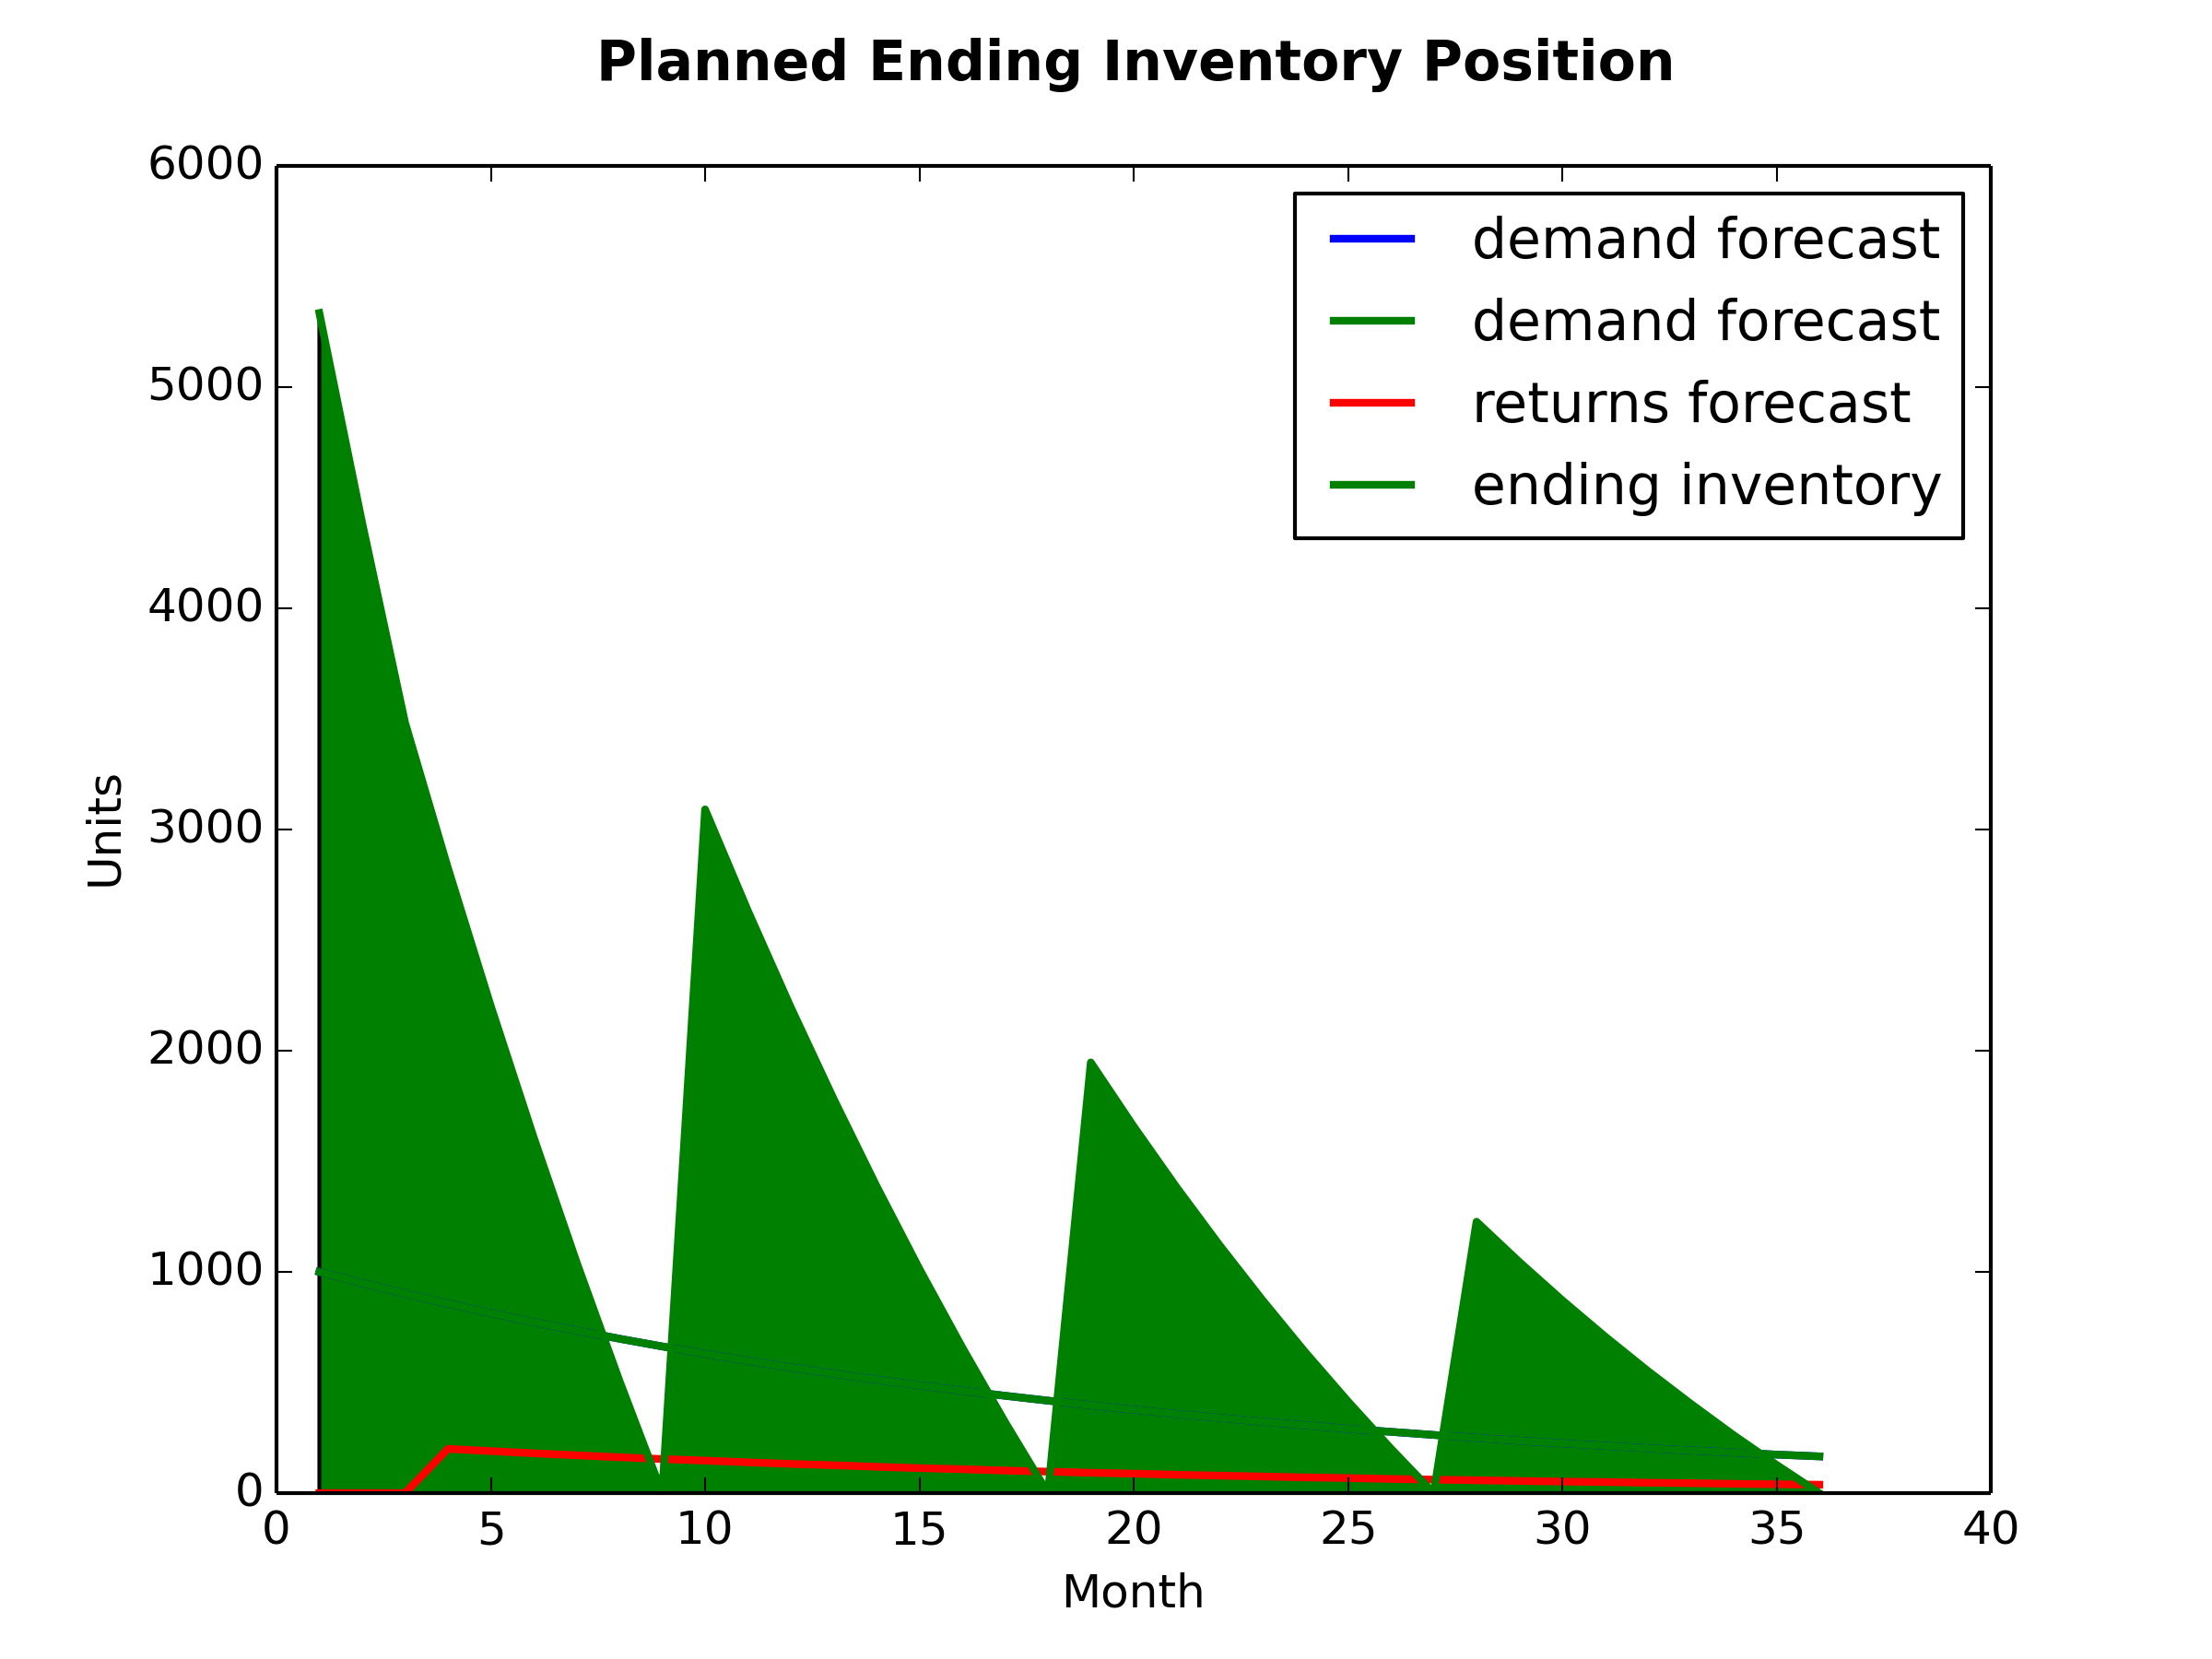 Planned Ending Inventory Position
6000
5000
4000
3000
2000
1000
0
Units
demand forecast
demand forecast
returns forecast
ending inventory
0 5 10 15 20 25 30 35 40
Month